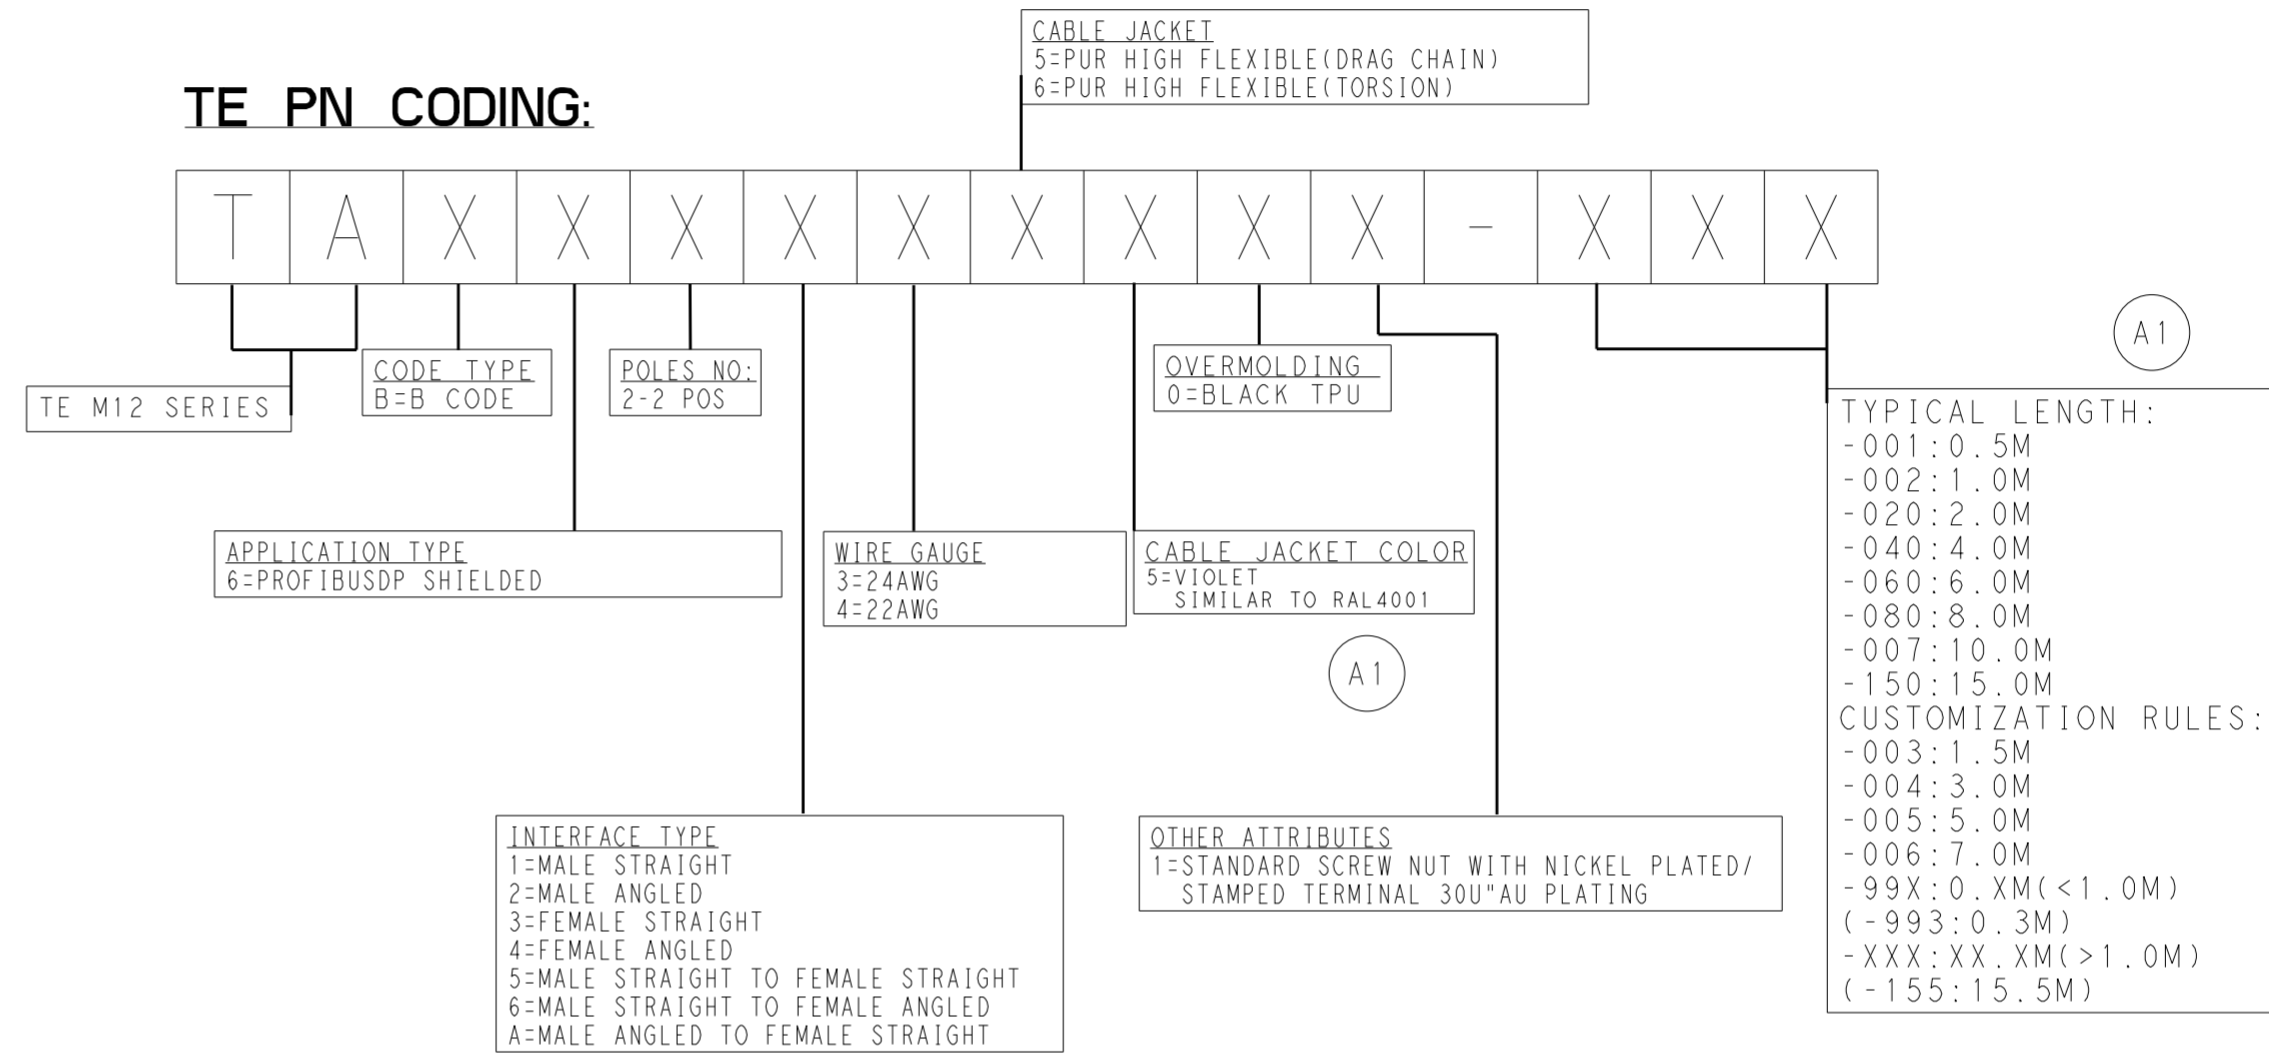 CABLE JACKET
5=PUR HIGH FLEXIBLE(DRAG CHAIN)
6=PUR HIGH FLEXIBLE(TORSION)
TE PN CODING:
T A X X X X X X X X X - X X X
A1
TE M12 SERIES
CODE TYPE
B=B CODE
POLES NO:
2-2 POS
OVERMOLDING
0=BLACK TPU
APPLICATION TYPE
6=PROFIBUSDP SHIELDED
WIRE GAUGE
3=24AWG
4=22AWG
CABLE JACKET COLOR
5=VIOLET
SIMILAR TO RAL4001
A1
INTERFACE TYPE
1=MALE STRAIGHT
2=MALE ANGLED
3=FEMALE STRAIGHT
4=FEMALE ANGLED
5=MALE STRAIGHT TO FEMALE STRAIGHT
6=MALE STRAIGHT TO FEMALE ANGLED
A=MALE ANGLED TO FEMALE STRAIGHT
OTHER ATTRIBUTES
1=STANDARD SCREW NUT WITH NICKEL PLATED/
STAMPED TERMINAL 30U"AU PLATING
TYPICAL LENGTH:
-001:0.5M
-002:1.0M
-020:2.0M
-040:4.0M
-060:6.0M
-080:8.0M
-007:10.0M
-150:15.0M
CUSTOMIZATION RULES:
-003:1.5M
-004:3.0M
-005:5.0M
-006:7.0M
-99X:0.XM(<1.0M)
(-993:0.3M)
-XXX:XX.XM(>1.0M)
(-155:15.5M)